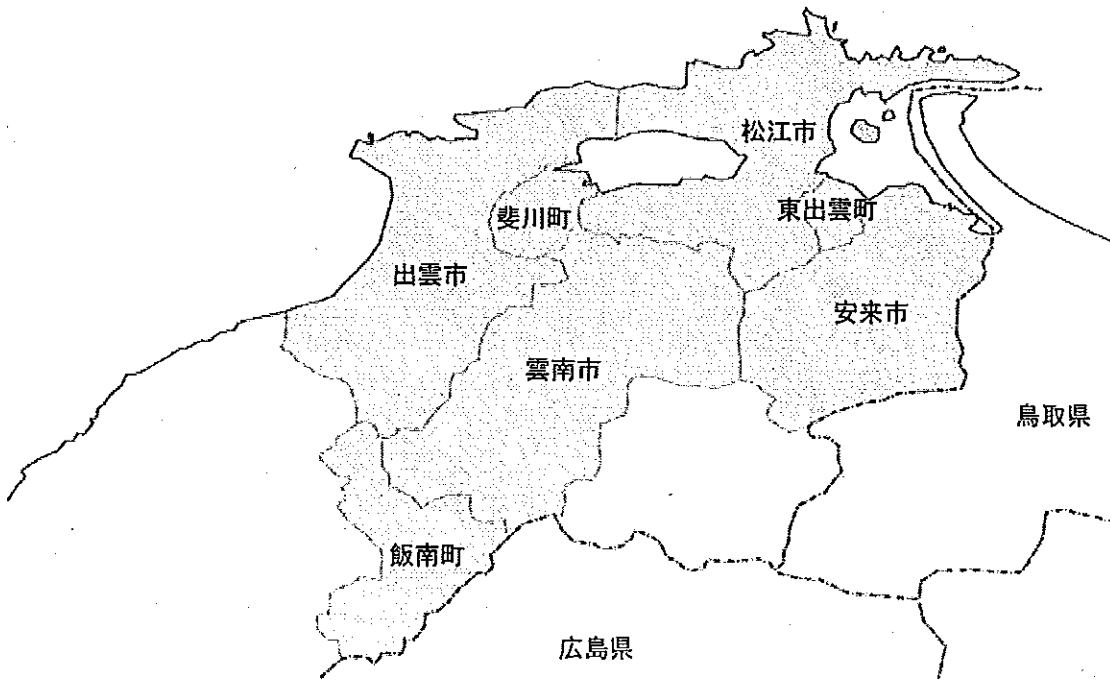 松江市
東出雲町
斐川町
出雲市
安来市
雲南市
鳥取県
飯南町
広島県